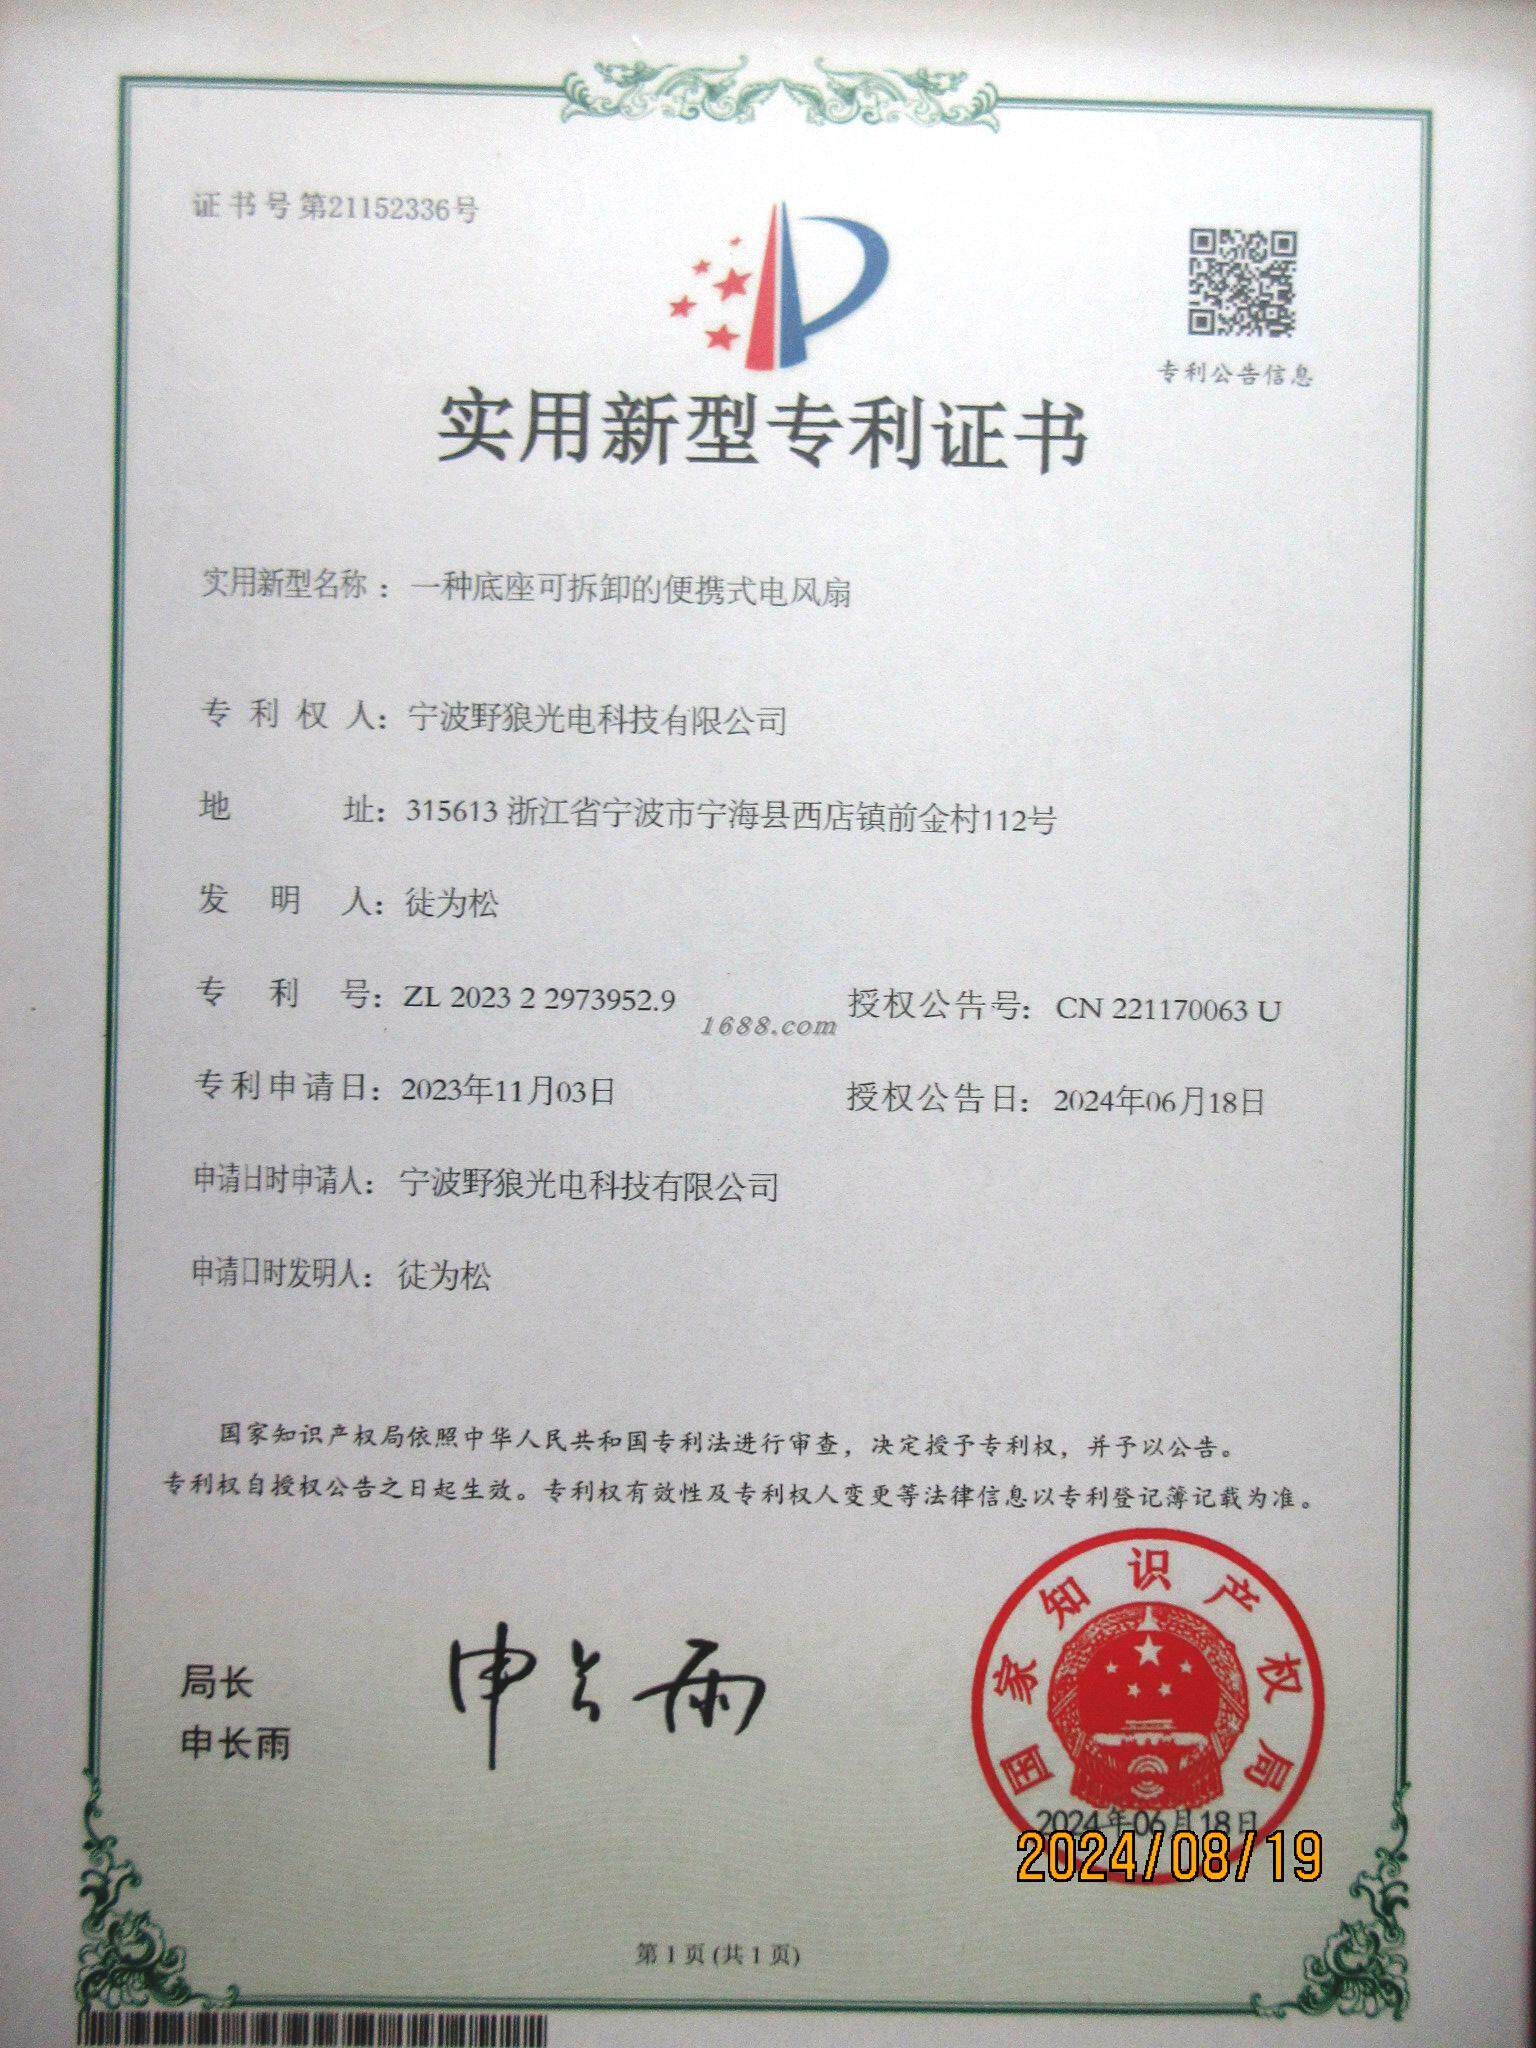 证书号第21152336号
专利公告信息
实用新型专利证书
实用新型名称：一种底座可拆卸的便携式电风扇
专利权人：宁波野狼光电科技有限公司
地址：315613 浙江省宁波市宁海县西店镇前金村112号
发明人：徒为松
专利号：ZL 2023 2 2973952.9 授权公告号：CN 221170063 U
1688.com
专利申请日：2023年11月03日 授权公告日：2024年06月18日
申请日时申请人：宁波野狼光电科技有限公司
申请日时发明人：徒为松
国家知识产权局依照中华人民共和国专利法进行审查，决定授予专利权，并予以公告。
专利权自授权公告之日起生效。专利权有效性及专利权人变更等法律信息以专利登记簿记载为准。
局长
申长雨
申长雨
国家知识产权局
2024年06月18日
2024/08/19
第1页(共1页)